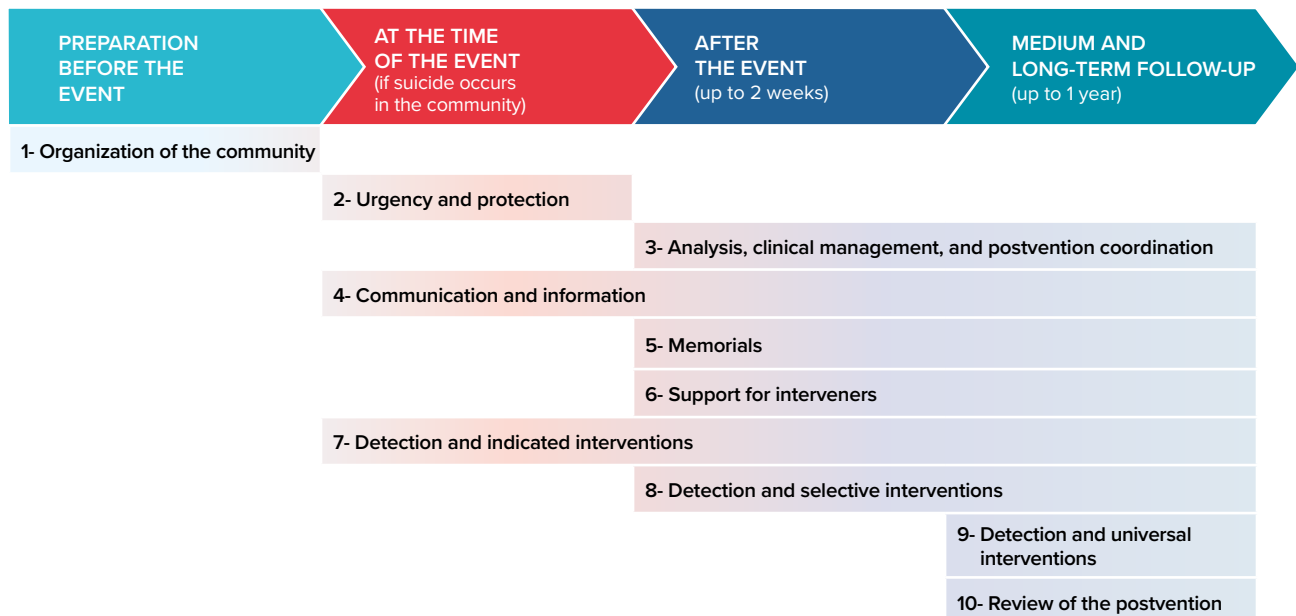 PREPARATION
BEFORE THE
EVENT
AT THE TIME
OF THE EVENT
(if suicide occurs
in the community)
AFTER
THE EVENT
(up to 2 weeks)
MEDIUM AND
LONG-TERM FOLLOW-UP
(up to 1 year)
1- Organization of the community
2- Urgency and protection
3- Analysis, clinical management, and postvention coordination
4- Communication and information
5- Memorials
6- Support for interveners
7- Detection and indicated interventions
8- Detection and selective interventions
9- Detection and universal
interventions
10- Review of the postvention